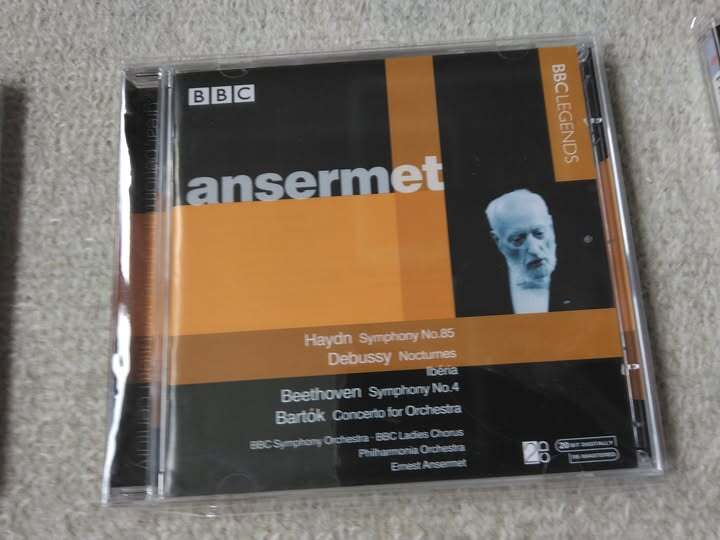 BBC
BBC LEGENDS
ansermet
Haydn Symphony No.85
Debussy Nocturnes
Ibéria
Beethoven Symphony No.4
Bartók Concerto for Orchestra
BBC Symphony Orchestra · BBC Ladies Chorus
Philharmonia Orchestra
Ernest Ansermet
20 BIT DIGITALLY
RE-MASTERED